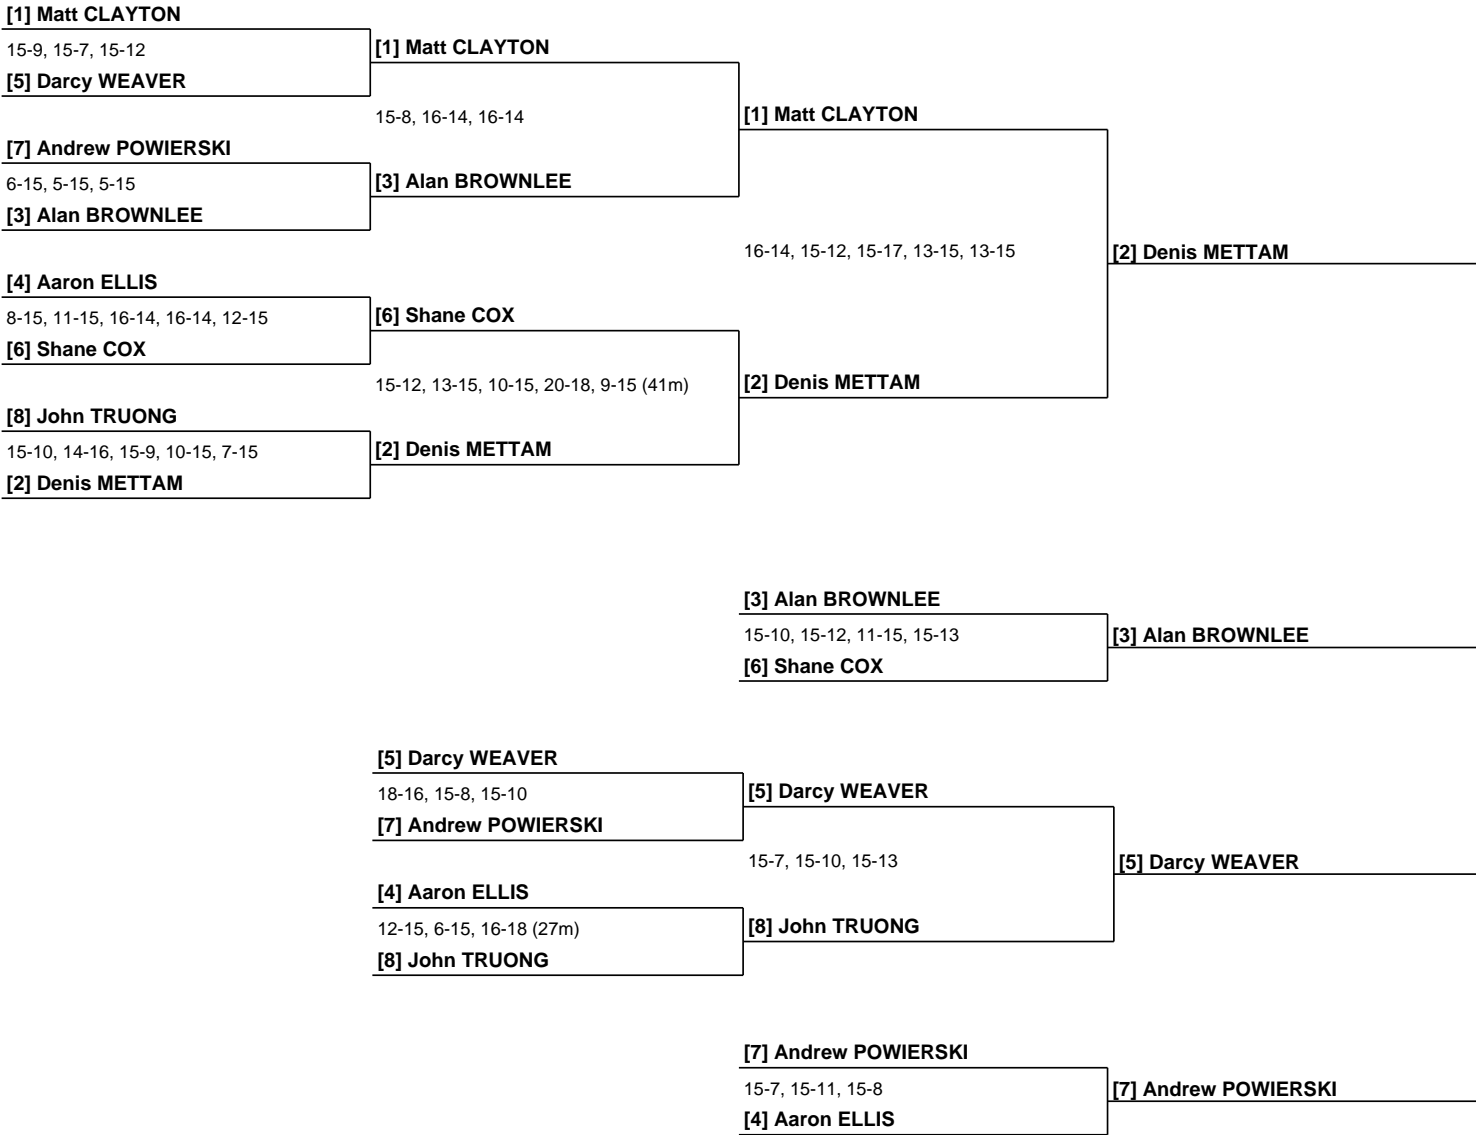 [1] Matt CLAYTON
15-9, 15-7, 15-12
[5] Darcy WEAVER
[7] Andrew POWIERSKI
6-15, 5-15, 5-15
[3] Alan BROWNLEE
[4] Aaron ELLIS
8-15, 11-15, 16-14, 16-14, 12-15
[6] Shane COX
[8] John TRUONG
15-10, 14-16, 15-9, 10-15, 7-15
[2] Denis METTAM
[1] Matt CLAYTON
15-8, 16-14, 16-14
[3] Alan BROWNLEE
[6] Shane COX
15-12, 13-15, 10-15, 20-18, 9-15 (41m)
[2] Denis METTAM
[1] Matt CLAYTON
16-14, 15-12, 15-17, 13-15, 13-15
[2] Denis METTAM
[2] Denis METTAM
[3] Alan BROWNLEE
15-10, 15-12, 11-15, 15-13
[6] Shane COX
[3] Alan BROWNLEE
[5] Darcy WEAVER
18-16, 15-8, 15-10
[7] Andrew POWIERSKI
[4] Aaron ELLIS
12-15, 6-15, 16-18 (27m)
[8] John TRUONG
[5] Darcy WEAVER
15-7, 15-10, 15-13
[8] John TRUONG
[5] Darcy WEAVER
[7] Andrew POWIERSKI
15-7, 15-11, 15-8
[4] Aaron ELLIS
[7] Andrew POWIERSKI